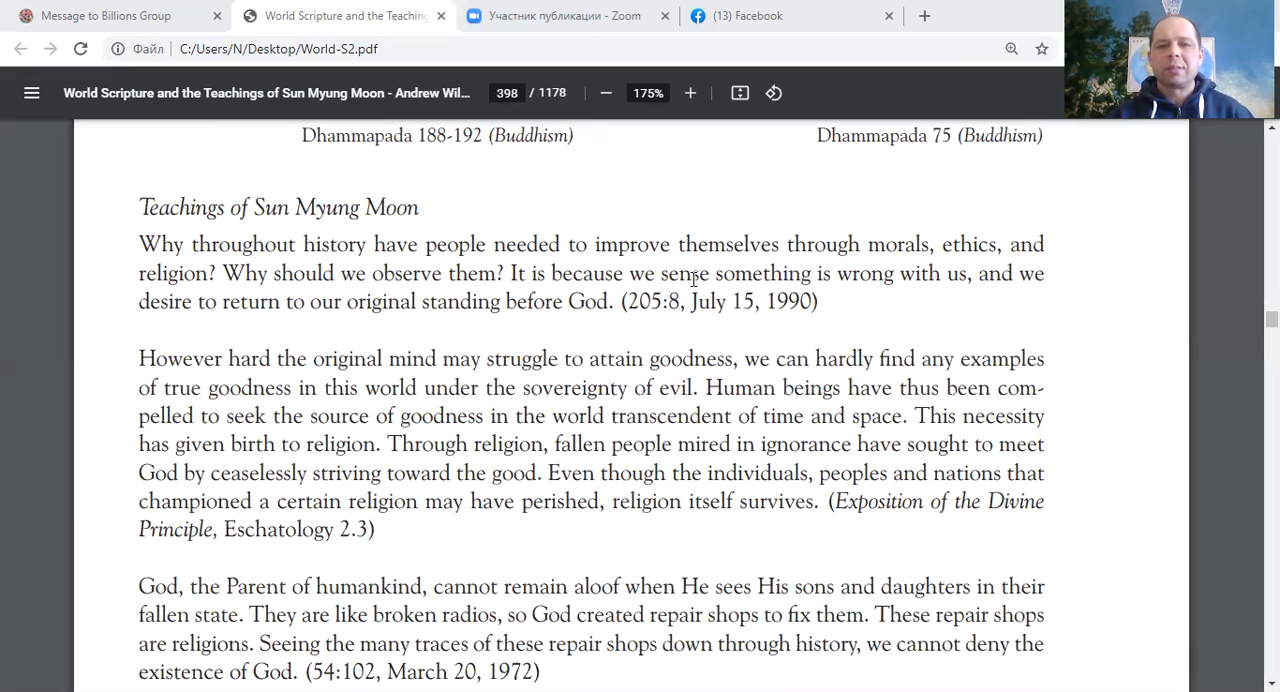 Message to Billions Group
World Scripture and the Teaching
Участник публикации - Zoom
(13) Facebook
Файл
C:/Users/N/Desktop/World-S2.pdf
World Scripture and the Teachings of Sun Myung Moon - Andrew Wil...
398 / 1178
175%
Dhammapada 188-192 (Buddhism)
Dhammapada 75 (Buddhism)
Teachings of Sun Myung Moon
Why throughout history have people needed to improve themselves through morals, ethics, and
religion? Why should we observe them? It is because we sense something is wrong with us, and we
desire to return to our original standing before God. (205:8, July 15, 1990)
However hard the original mind may struggle to attain goodness, we can hardly find any examples
of true goodness in this world under the sovereignty of evil. Human beings have thus been com-
pelled to seek the source of goodness in the world transcendent of time and space. This necessity
has given birth to religion. Through religion, fallen people mired in ignorance have sought to meet
God by ceaselessly striving toward the good. Even though the individuals, peoples and nations that
championed a certain religion may have perished, religion itself survives. (Exposition of the Divine
Principle, Eschatology 2.3)
God, the Parent of humankind, cannot remain aloof when He sees His sons and daughters in their
fallen state. They are like broken radios, so God created repair shops to fix them. These repair shops
are religions. Seeing the many traces of these repair shops down through history, we cannot deny the
existence of God. (54:102, March 20, 1972)